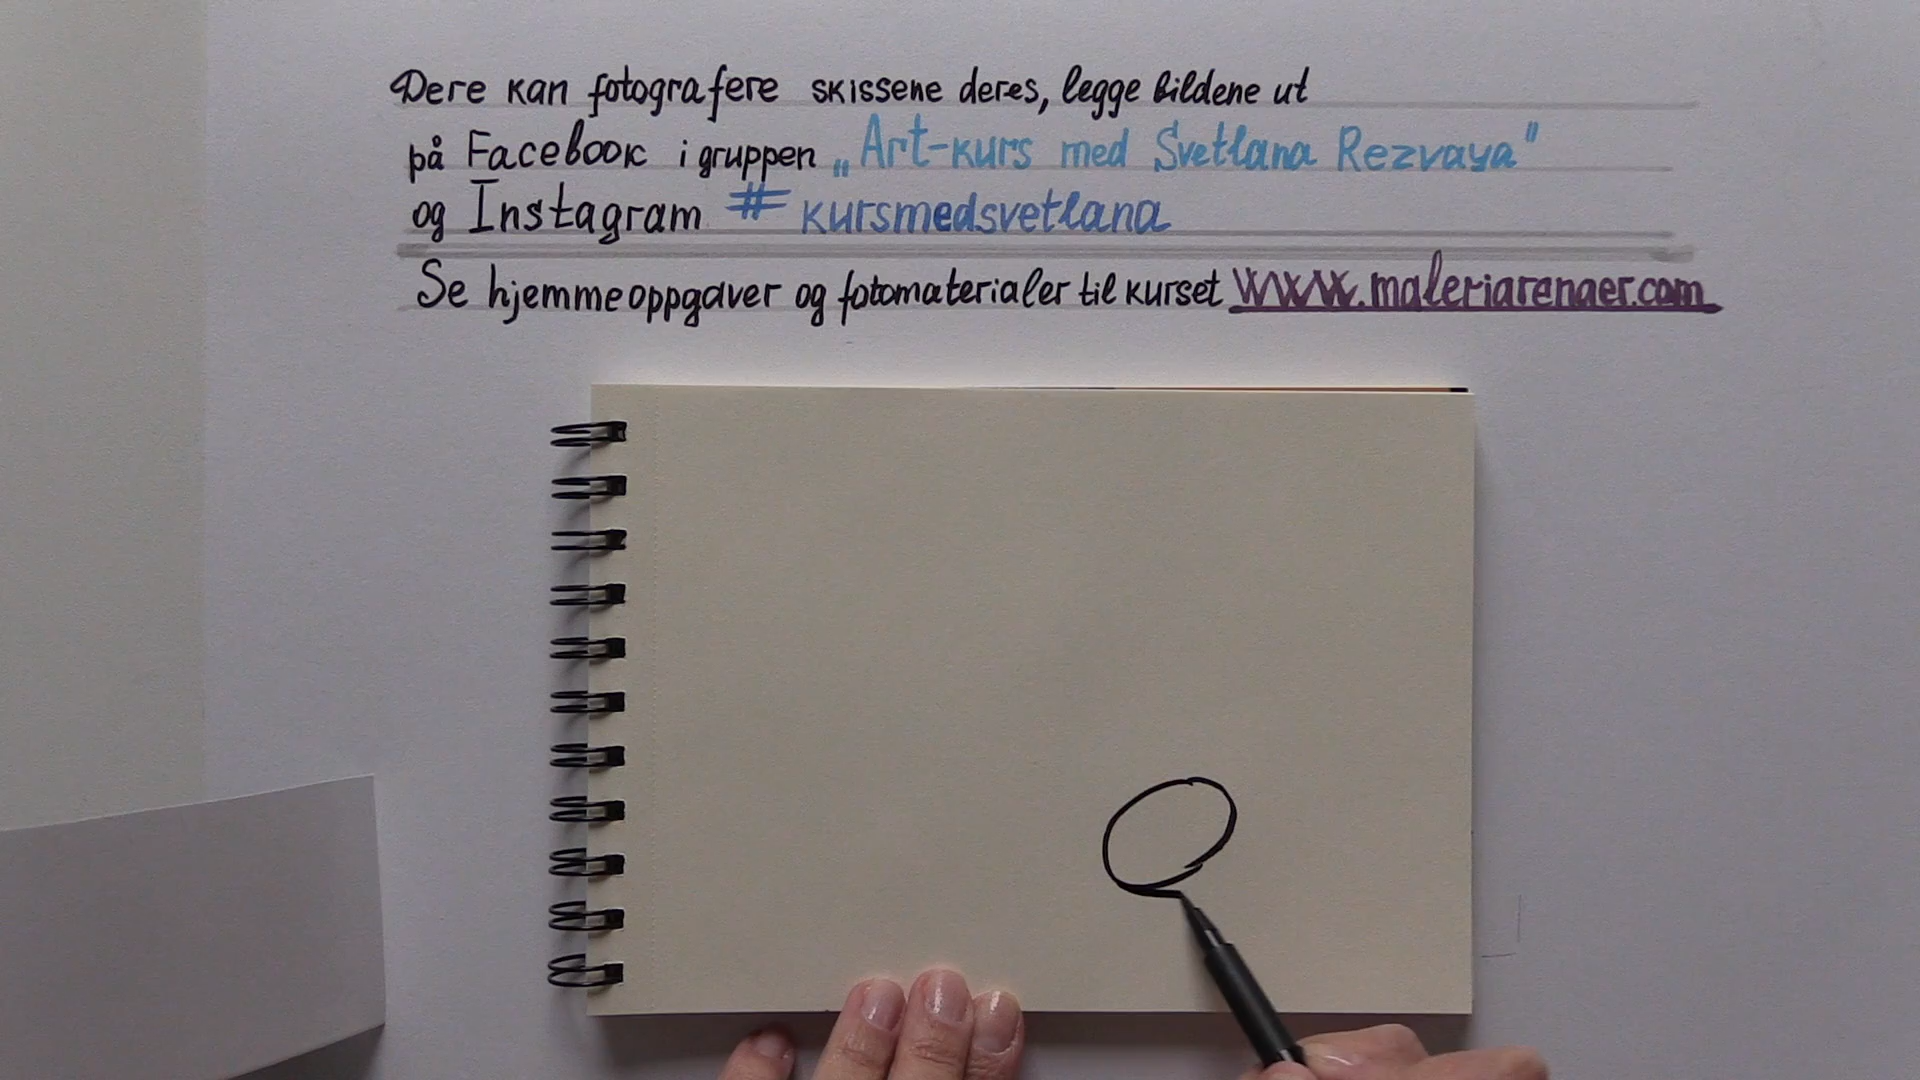 Dere kan fotografere skissene deres, legge bildene ut
på Facebook i gruppen „Art-kurs med Svetlana Rezvaya"
og Instagram #kursmedsvetlana
Se hjemmeoppgaver og fotomaterialer til kurset www.maleriarenaer.com